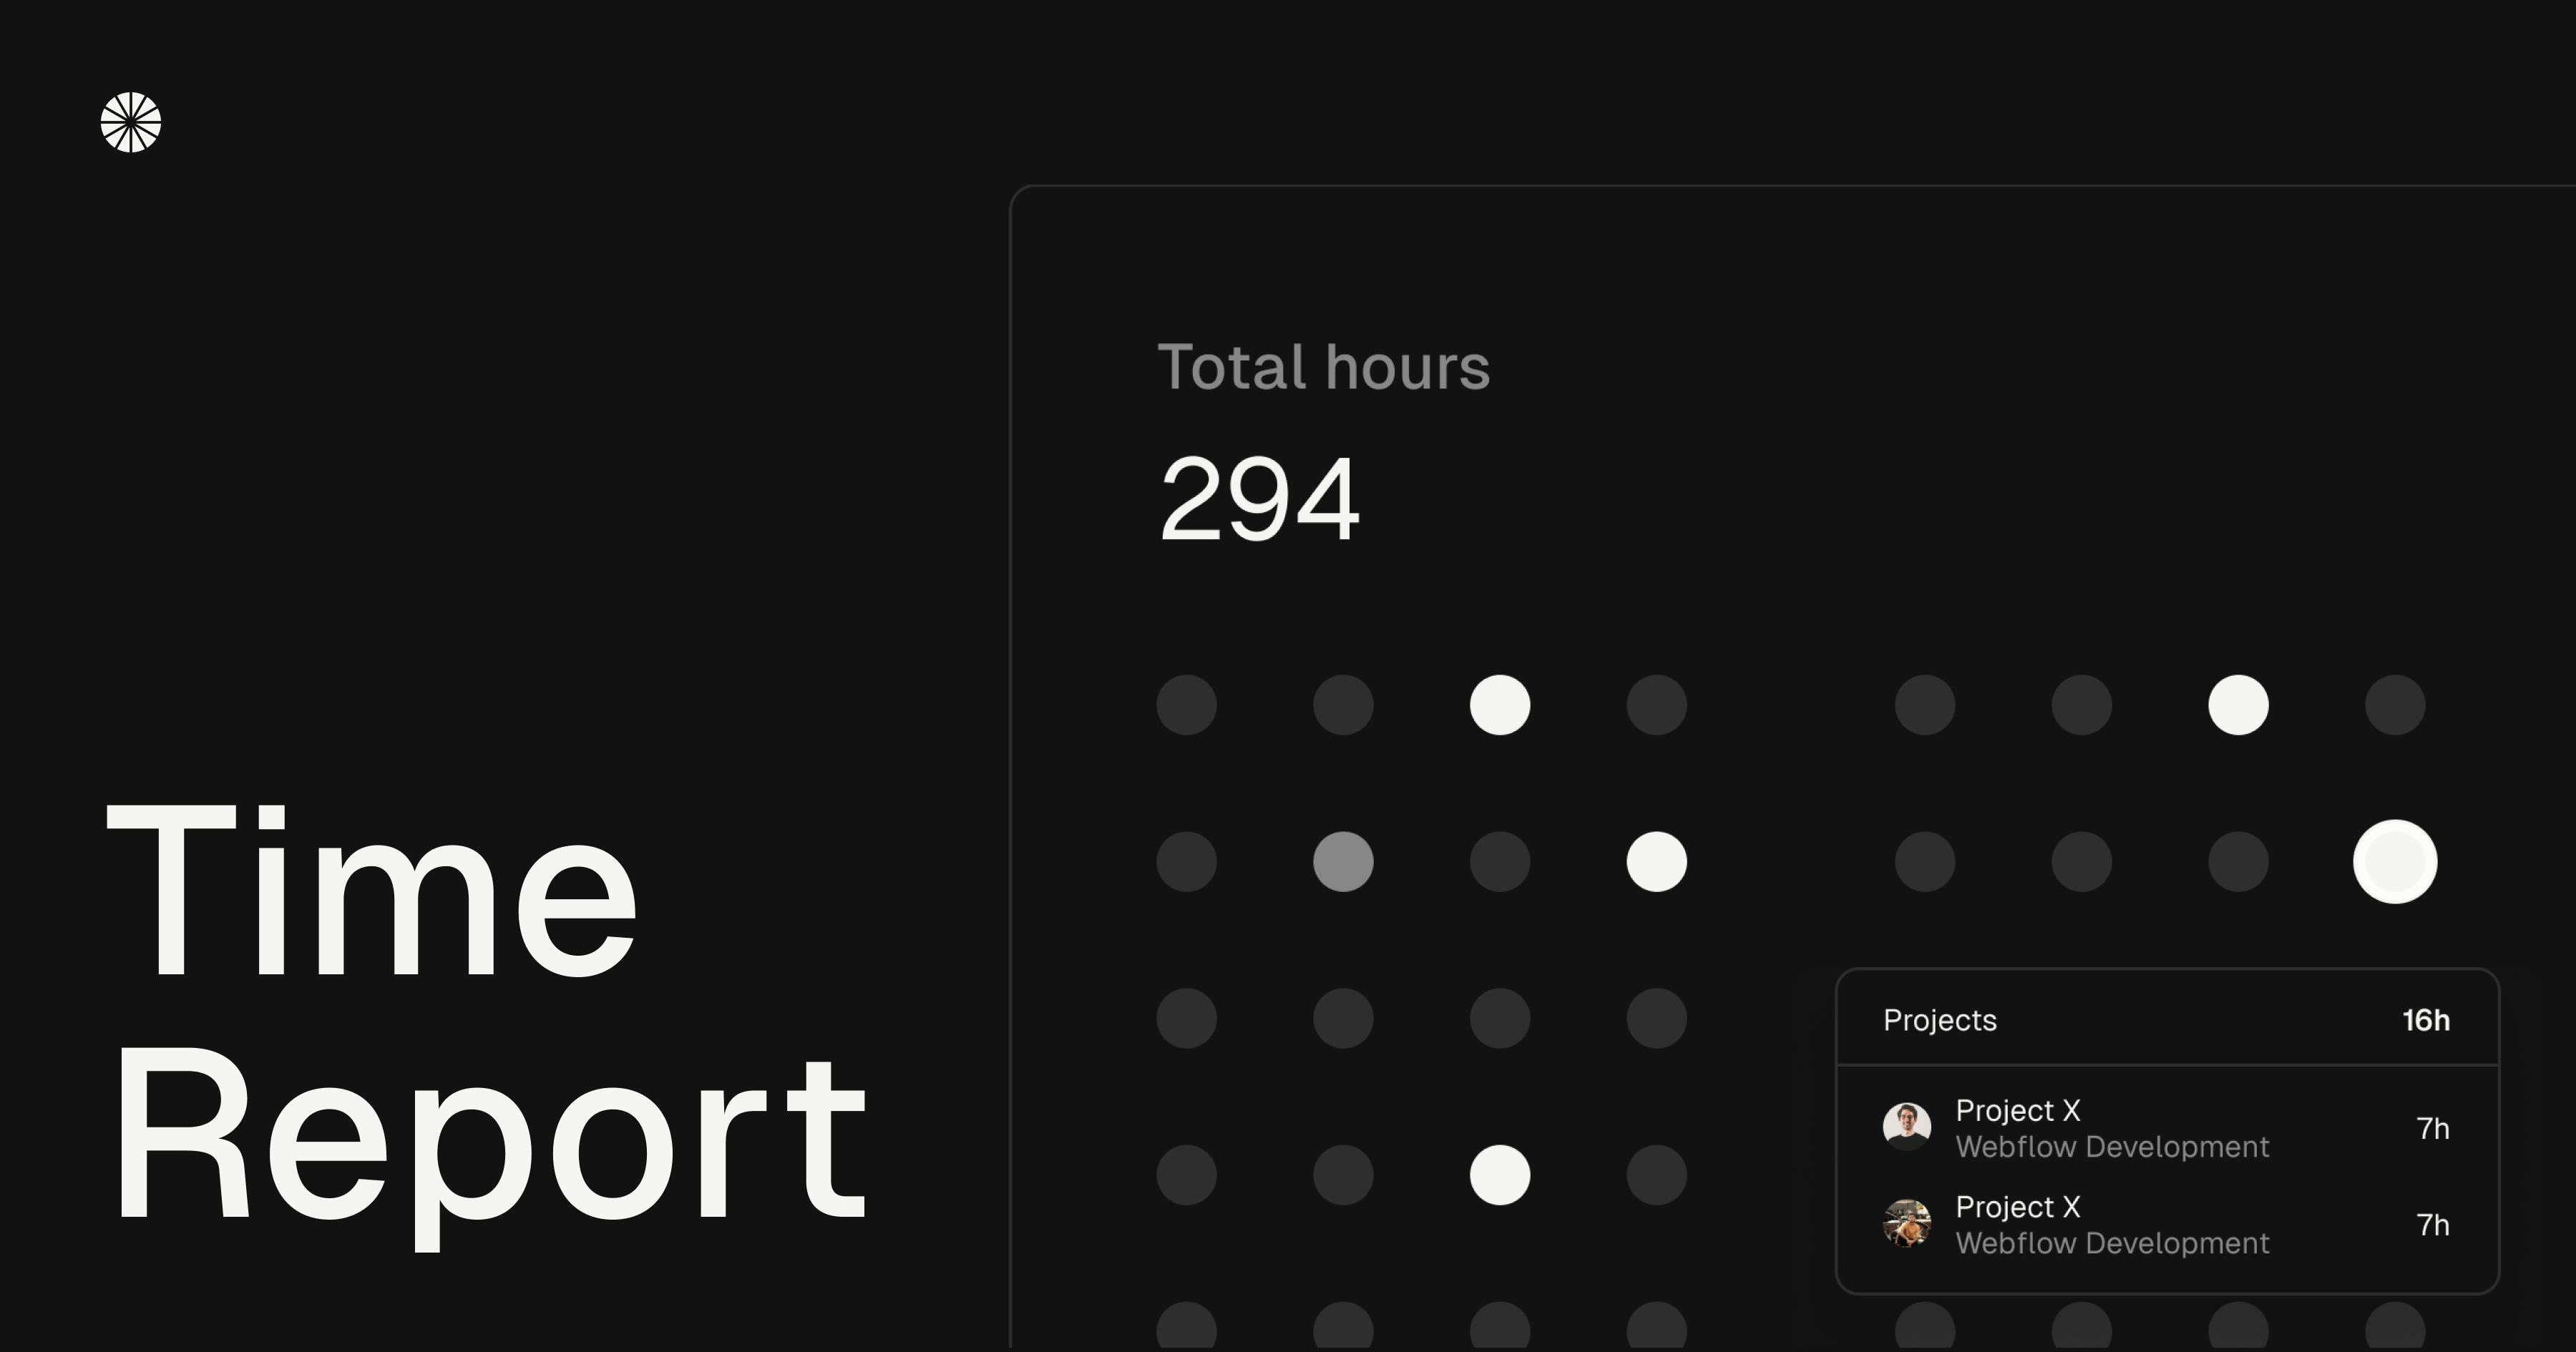 Time
Report
Total hours
294
Projects 16h
Project X
Webflow Development 7h
Project X
Webflow Development 7h